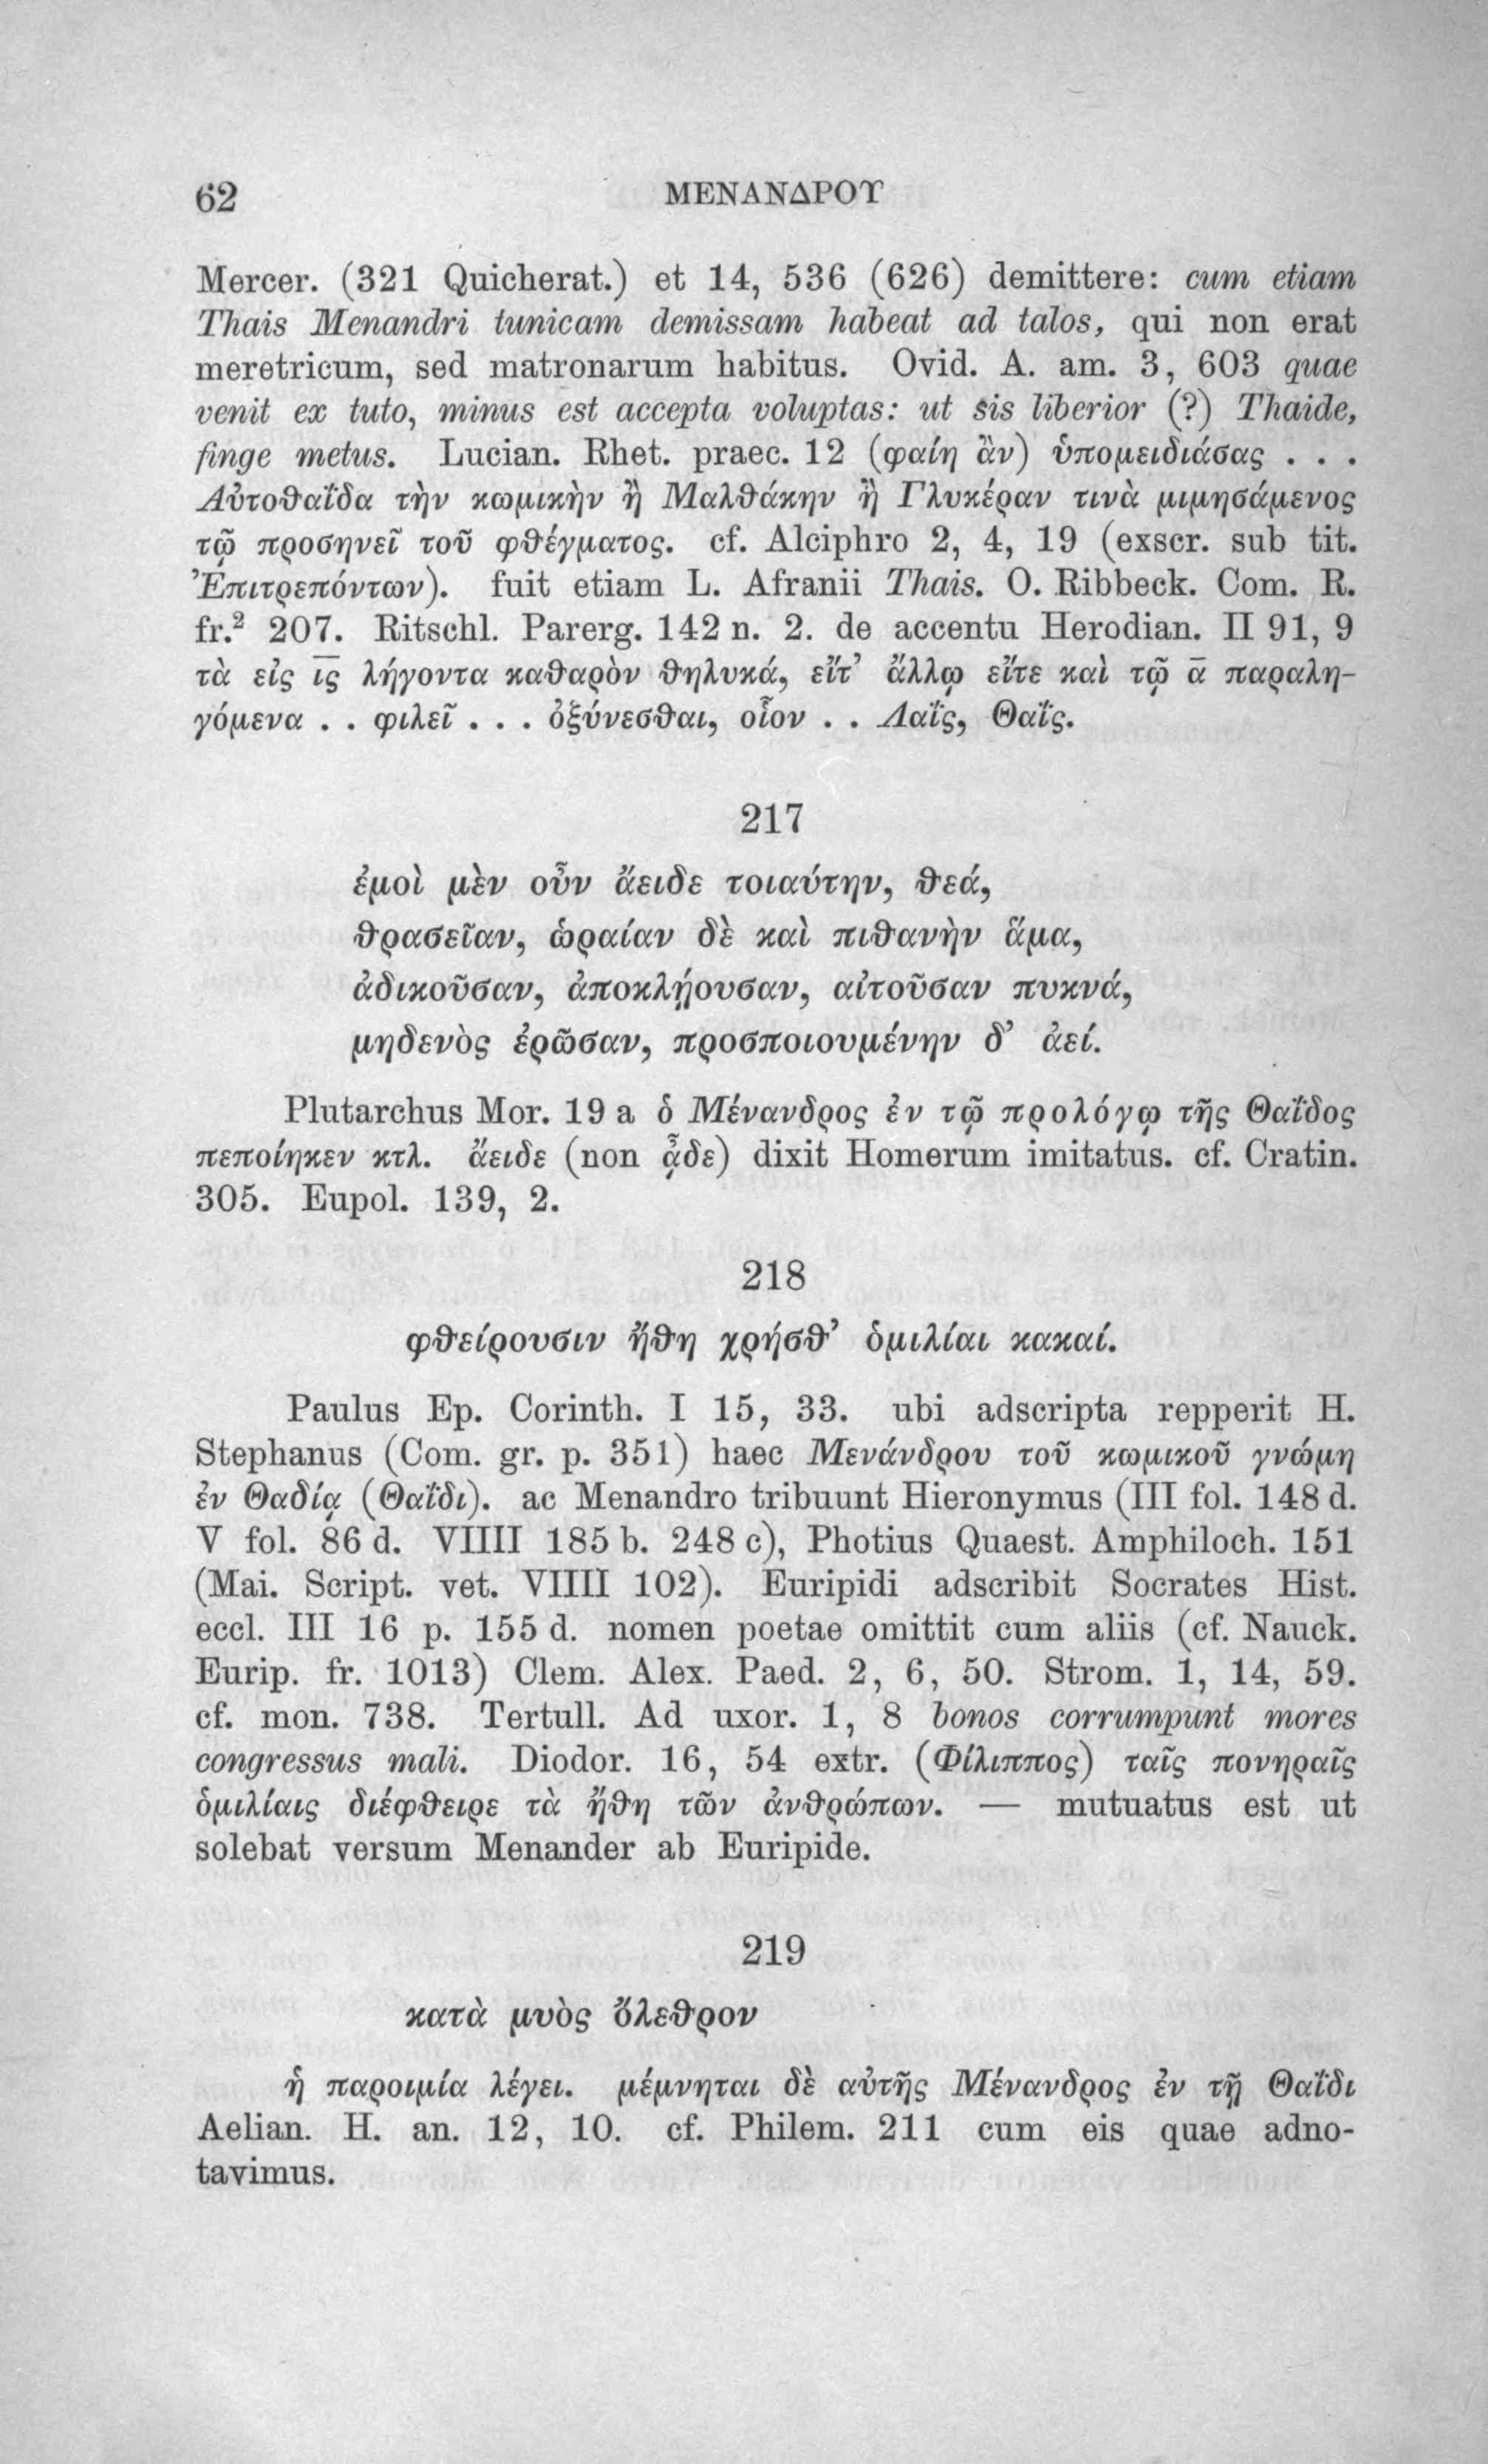 62 ΜΕΝΑΝΔΡΟΥ
Mercer. (321 Quicherat.) et 14, 536 (626) demittere: cum etiam
Thais Menandri tunicam demissam habeat ad talos, qui non erat
meretricum, sed matronarum habitus. Ovid. A. am. 3, 603 quae
venit ex tuto, minus est accepta voluptas: ut sis liberior (?) Thaide,
finge metus. Lucian. Rhet. praec. 12 (φαίη ἂν) ὑπομειδιάσας . . .
Αὐτοθαΐδα τὴν κωμικὴν ἢ Μαλθάκην ἢ Γλυκέραν τινὰ μιμησάμενος
τῷ προσηνεῖ τοῦ φθέγματος. cf. Alciphro 2, 4, 19 (exscr. sub tit.
Ἐπιτρεπόντων). fuit etiam L. Afranii Thais. O. Ribbeck. Com. R.
fr.² 207. Ritschl. Parerg. 142 n. 2. de accentu Herodian. II 91, 9
τὰ εἰς ῑς λήγοντα καθαρὸν θηλυκά, εἴτ’ ἄλλῳ εἴτε καὶ τῷ ᾱ παραλη-
γόμενα . . φιλεῖ . . . ὀξύνεσθαι, οἷον . . Λαΐς, Θαΐς.
217
ἐμοὶ μὲν οὖν ἄειδε τοιαύτην, θεά,
θρασεῖαν, ὡραίαν δὲ καὶ πιθανὴν ἅμα,
ἀδικοῦσαν, ἀποκλῄουσαν, αἰτοῦσαν πυκνά,
μηδενὸς ἐρῶσαν, προσποιουμένην δ’ ἀεί.
Plutarchus Mor. 19 a ὁ Μένανδρος ἐν τῷ προλόγῳ τῆς Θαΐδος
πεποίηκεν κτλ. ἄειδε (non ᾆδε) dixit Homerum imitatus. cf. Cratin.
305. Eupol. 139, 2.
218
φθείρουσιν ἤθη χρήσθ’ ὁμιλίαι κακαί.
Paulus Ep. Corinth. I 15, 33. ubi adscripta repperit H.
Stephanus (Com. gr. p. 351) haec Μενάνδρου τοῦ κωμικοῦ γνώμη
ἐν Θαδίᾳ (Θαΐδι). ac Menandro tribuunt Hieronymus (III fol. 148 d.
V fol. 86 d. VIIII 185 b. 248 c), Photius Quaest. Amphiloch. 151
(Mai. Script. vet. VIIII 102). Euripidi adscribit Socrates Hist.
eccl. III 16 p. 155 d. nomen poetae omittit cum aliis (cf. Nauck.
Eurip. fr. 1013) Clem. Alex. Paed. 2, 6, 50. Strom. 1, 14, 59.
cf. mon. 738. Tertull. Ad uxor. 1, 8 bonos corrumpunt mores
congressus mali. Diodor. 16, 54 extr. (Φίλιππος) ταῖς πονηραῖς
ὁμιλίαις διέφθειρε τὰ ἤθη τῶν ἀνθρώπων. — mutuatus est ut
solebat versum Menander ab Euripide.
219
κατὰ μυὸς ὄλεθρον
ἡ παροιμία λέγει. μέμνηται δὲ αὐτῆς Μένανδρος ἐν τῇ Θαΐδι
Aelian. H. an. 12, 10. cf. Philem. 211 cum eis quae adno-
tavimus.